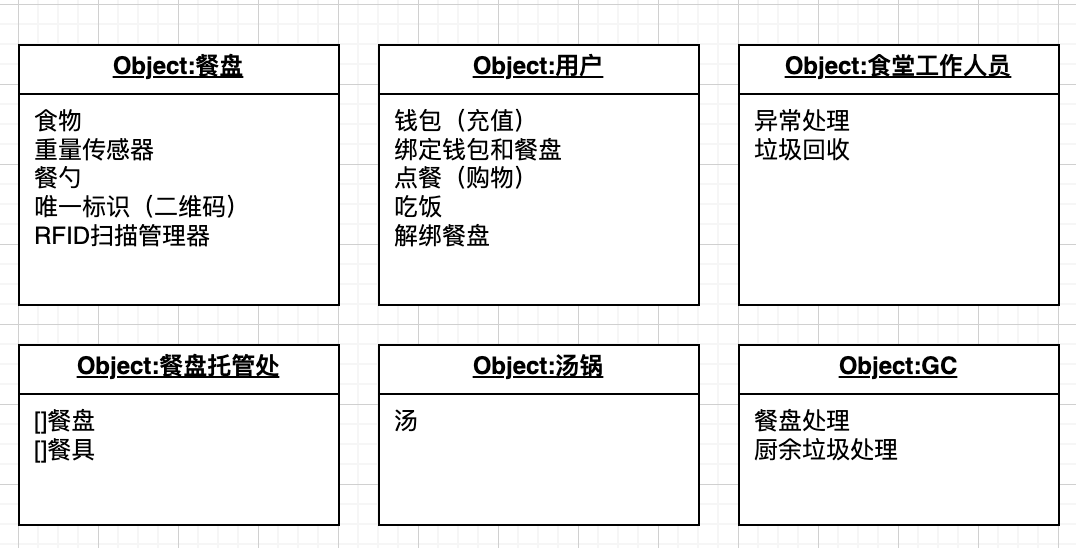 Object:餐盘
食物
重量传感器
餐勺
唯一标识（二维码）
RFID扫描管理器
Object:用户
钱包（充值）
绑定钱包和餐盘
点餐（购物）
吃饭
解绑餐盘
Object:食堂工作人员
异常处理
垃圾回收
Object:餐盘托管处
[]餐盘
[]餐具
Object:汤锅
汤
Object:GC
餐盘处理
厨余垃圾处理